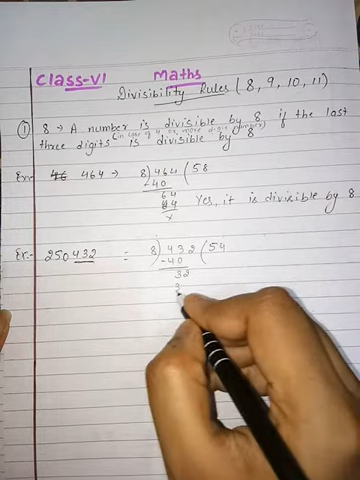 Class-VI Maths
Divisibility Rules (8, 9, 10, 11)
① 8 → A number is divisible by 8, if the last
(in case of 4 or more digit number)
three digits is divisible by 8
Ex:- 464 → 8) 464 (58
-40
64
64
x
Yes, it is divisible by 8
Ex:- 250432 = 8) 432 (54
-40
32
3